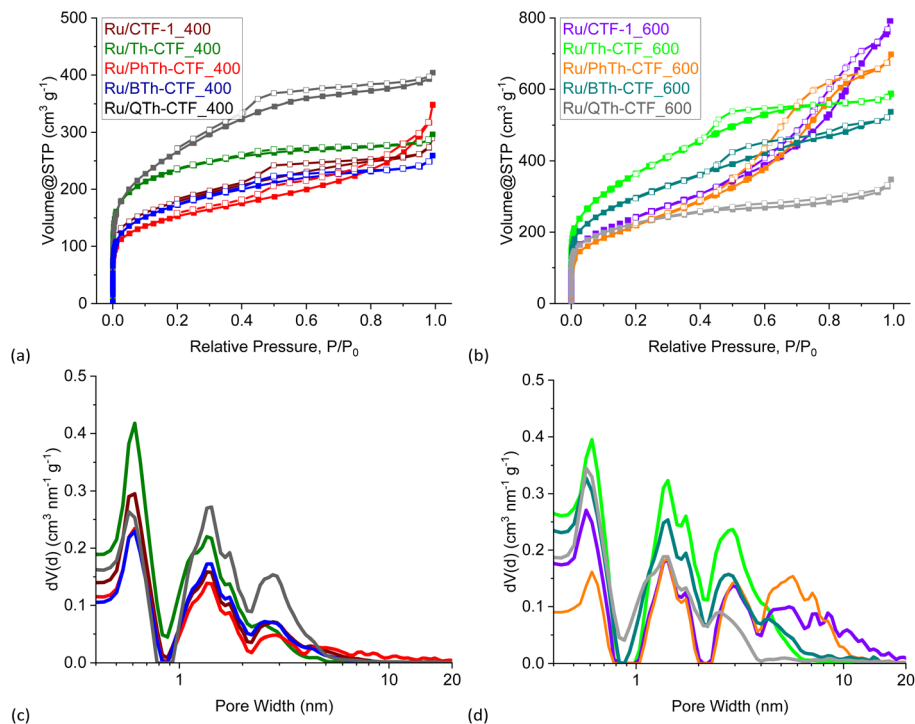 (a)
500
400
300
200
100
0
Volume@STP (cm³ g⁻¹)
Ru/CTF-1_400
Ru/Th-CTF_400
Ru/PhTh-CTF_400
Ru/BTh-CTF_400
Ru/QTh-CTF_400
0.0 0.2 0.4 0.6 0.8 1.0
Relative Pressure, P/P₀
(b)
800
600
400
200
0
Volume@STP (cm³ g⁻¹)
Ru/CTF-1_600
Ru/Th-CTF_600
Ru/PhTh-CTF_600
Ru/BTh-CTF_600
Ru/QTh-CTF_600
0.0 0.2 0.4 0.6 0.8 1.0
Relative Pressure, P/P₀
(c)
0.5
0.4
0.3
0.2
0.1
0.0
dV(d) (cm³ nm⁻¹ g⁻¹)
1 10 20
Pore Width (nm)
(d)
0.5
0.4
0.3
0.2
0.1
0.0
dV(d) (cm³ nm⁻¹ g⁻¹)
1 10 20
Pore Width (nm)